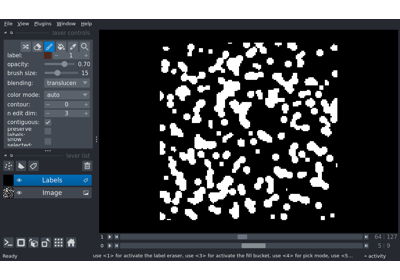 File View Plugins Window Help
layer controls
label: 1
opacity: 0.70
brush size: 15
blending: translucen
color mode: auto
contour: 0
n edit dim: 3
contiguous:
preserve
labels:
show
selected:
layer list
Labels
Image
1 64 127
0 5 9
Ready use <1> for activate the label eraser, use <3> for activate the fill bucket, use <4> for pick mode, use <5... activity